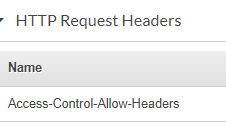 HTTP Request Headers
Name
Access-Control-Allow-Headers